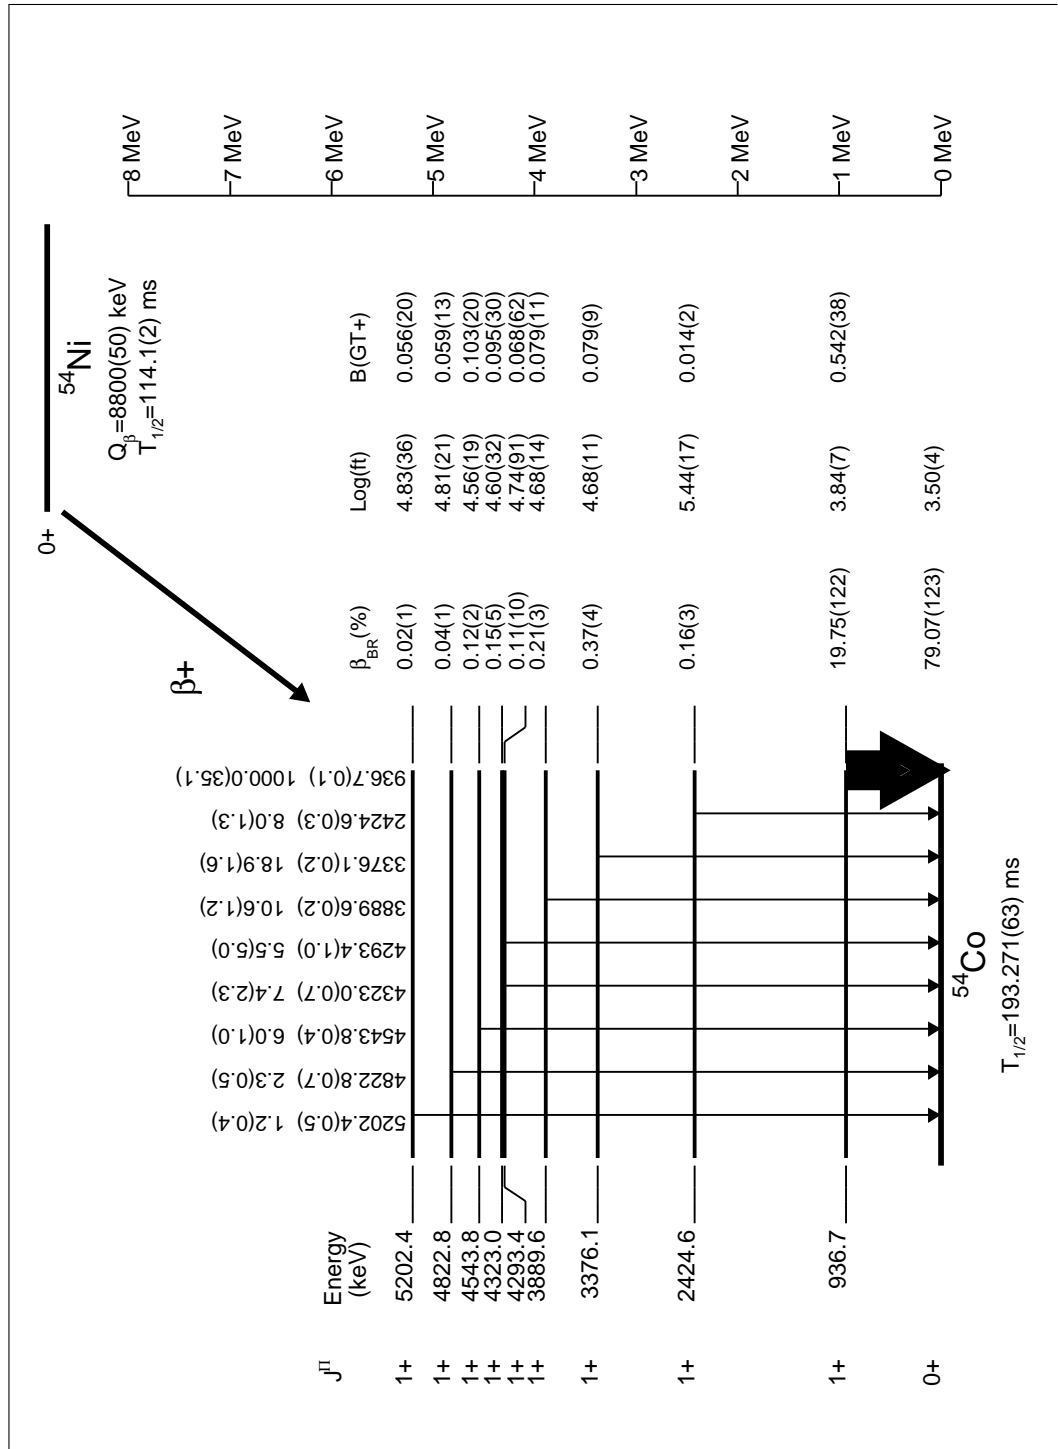 0+
⁵⁴Ni
Qβ=8800(50) keV
T1/2=114.1(2) ms
β+
Jᴨ Energy βBR(%) Log(ft) B(GT+)
(keV)
1+ 5202.4 0.02(1) 4.83(36) 0.056(20)
1+ 4822.8 0.04(1) 4.81(21) 0.059(13)
1+ 4543.8 0.12(2) 4.56(19) 0.103(20)
1+ 4323.0 0.15(5) 4.60(32) 0.095(30)
1+ 4293.4 0.11(10) 4.74(91) 0.068(62)
1+ 3889.6 0.21(3) 4.68(14) 0.079(11)
1+ 3376.1 0.37(4) 4.68(11) 0.079(9)
1+ 2424.6 0.16(3) 5.44(17) 0.014(2)
1+ 936.7 19.75(122) 3.84(7) 0.542(38)
0+ 79.07(123) 3.50(4)
5202.4(0.5) 1.2(0.4)
4822.8(0.7) 2.3(0.5)
4543.8(0.4) 6.0(1.0)
4323.0(0.7) 7.4(2.3)
4293.4(1.0) 5.5(5.0)
3889.6(0.2) 10.6(1.2)
3376.1(0.2) 18.9(1.6)
2424.6(0.3) 8.0(1.3)
936.7(0.1) 1000.0(35.1)
⁵⁴Co
T1/2=193.271(63) ms
8 MeV
7 MeV
6 MeV
5 MeV
4 MeV
3 MeV
2 MeV
1 MeV
0 MeV